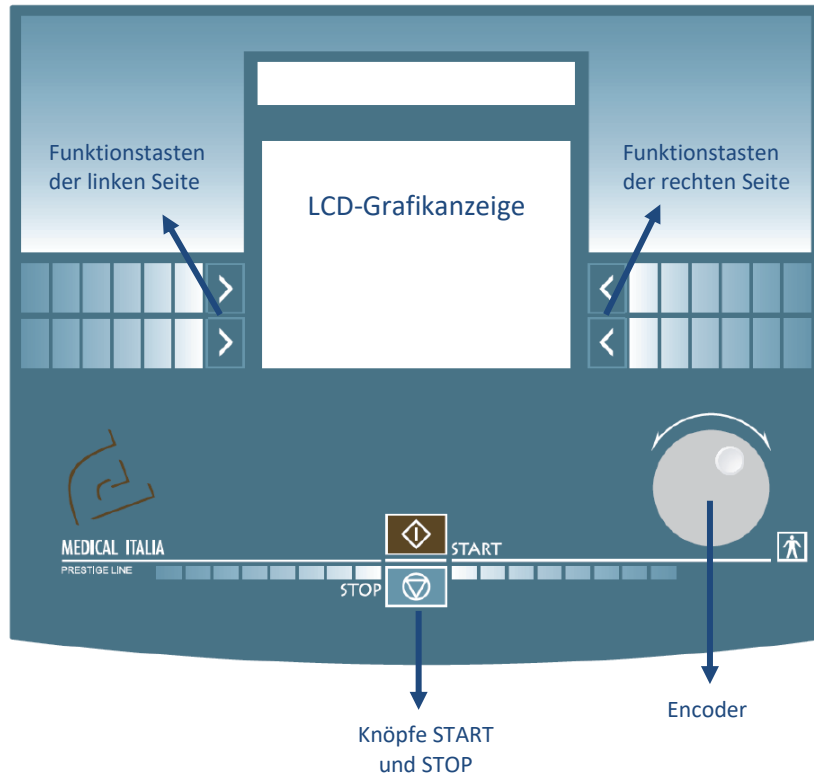 Funktionstasten
der linken Seite
LCD-Grafikanzeige
Funktionstasten
der rechten Seite
MEDICAL ITALIA
PRESTIGE LINE
START
STOP
Encoder
Knöpfe START
und STOP